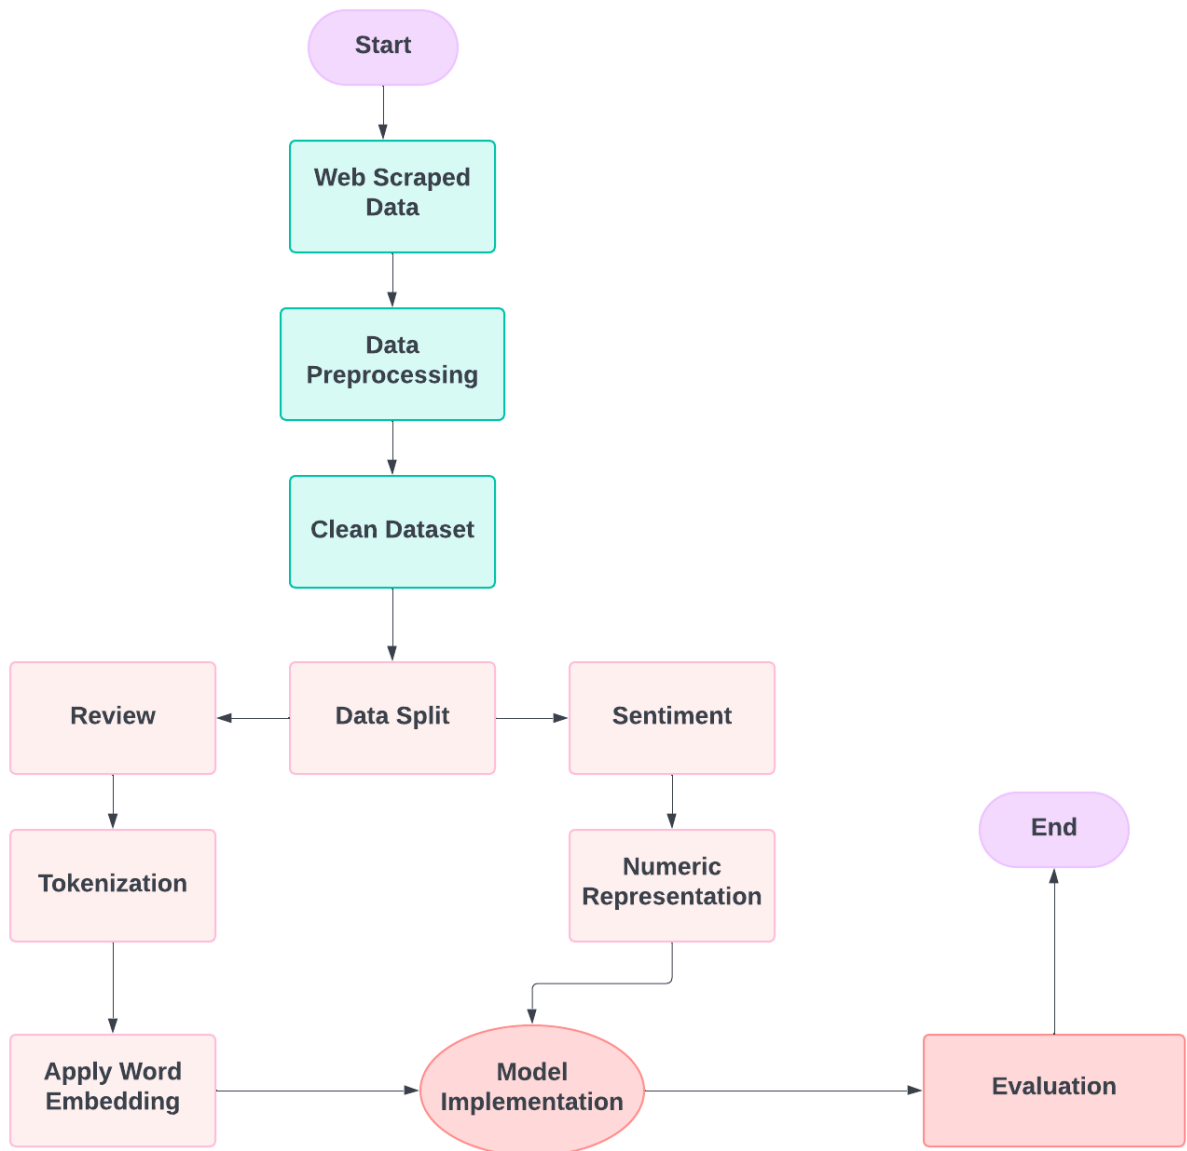 Start
Web Scraped
Data
Data
Preprocessing
Clean Dataset
Review
Data Split
Sentiment
Tokenization
Numeric
Representation
End
Apply Word
Embedding
Model
Implementation
Evaluation